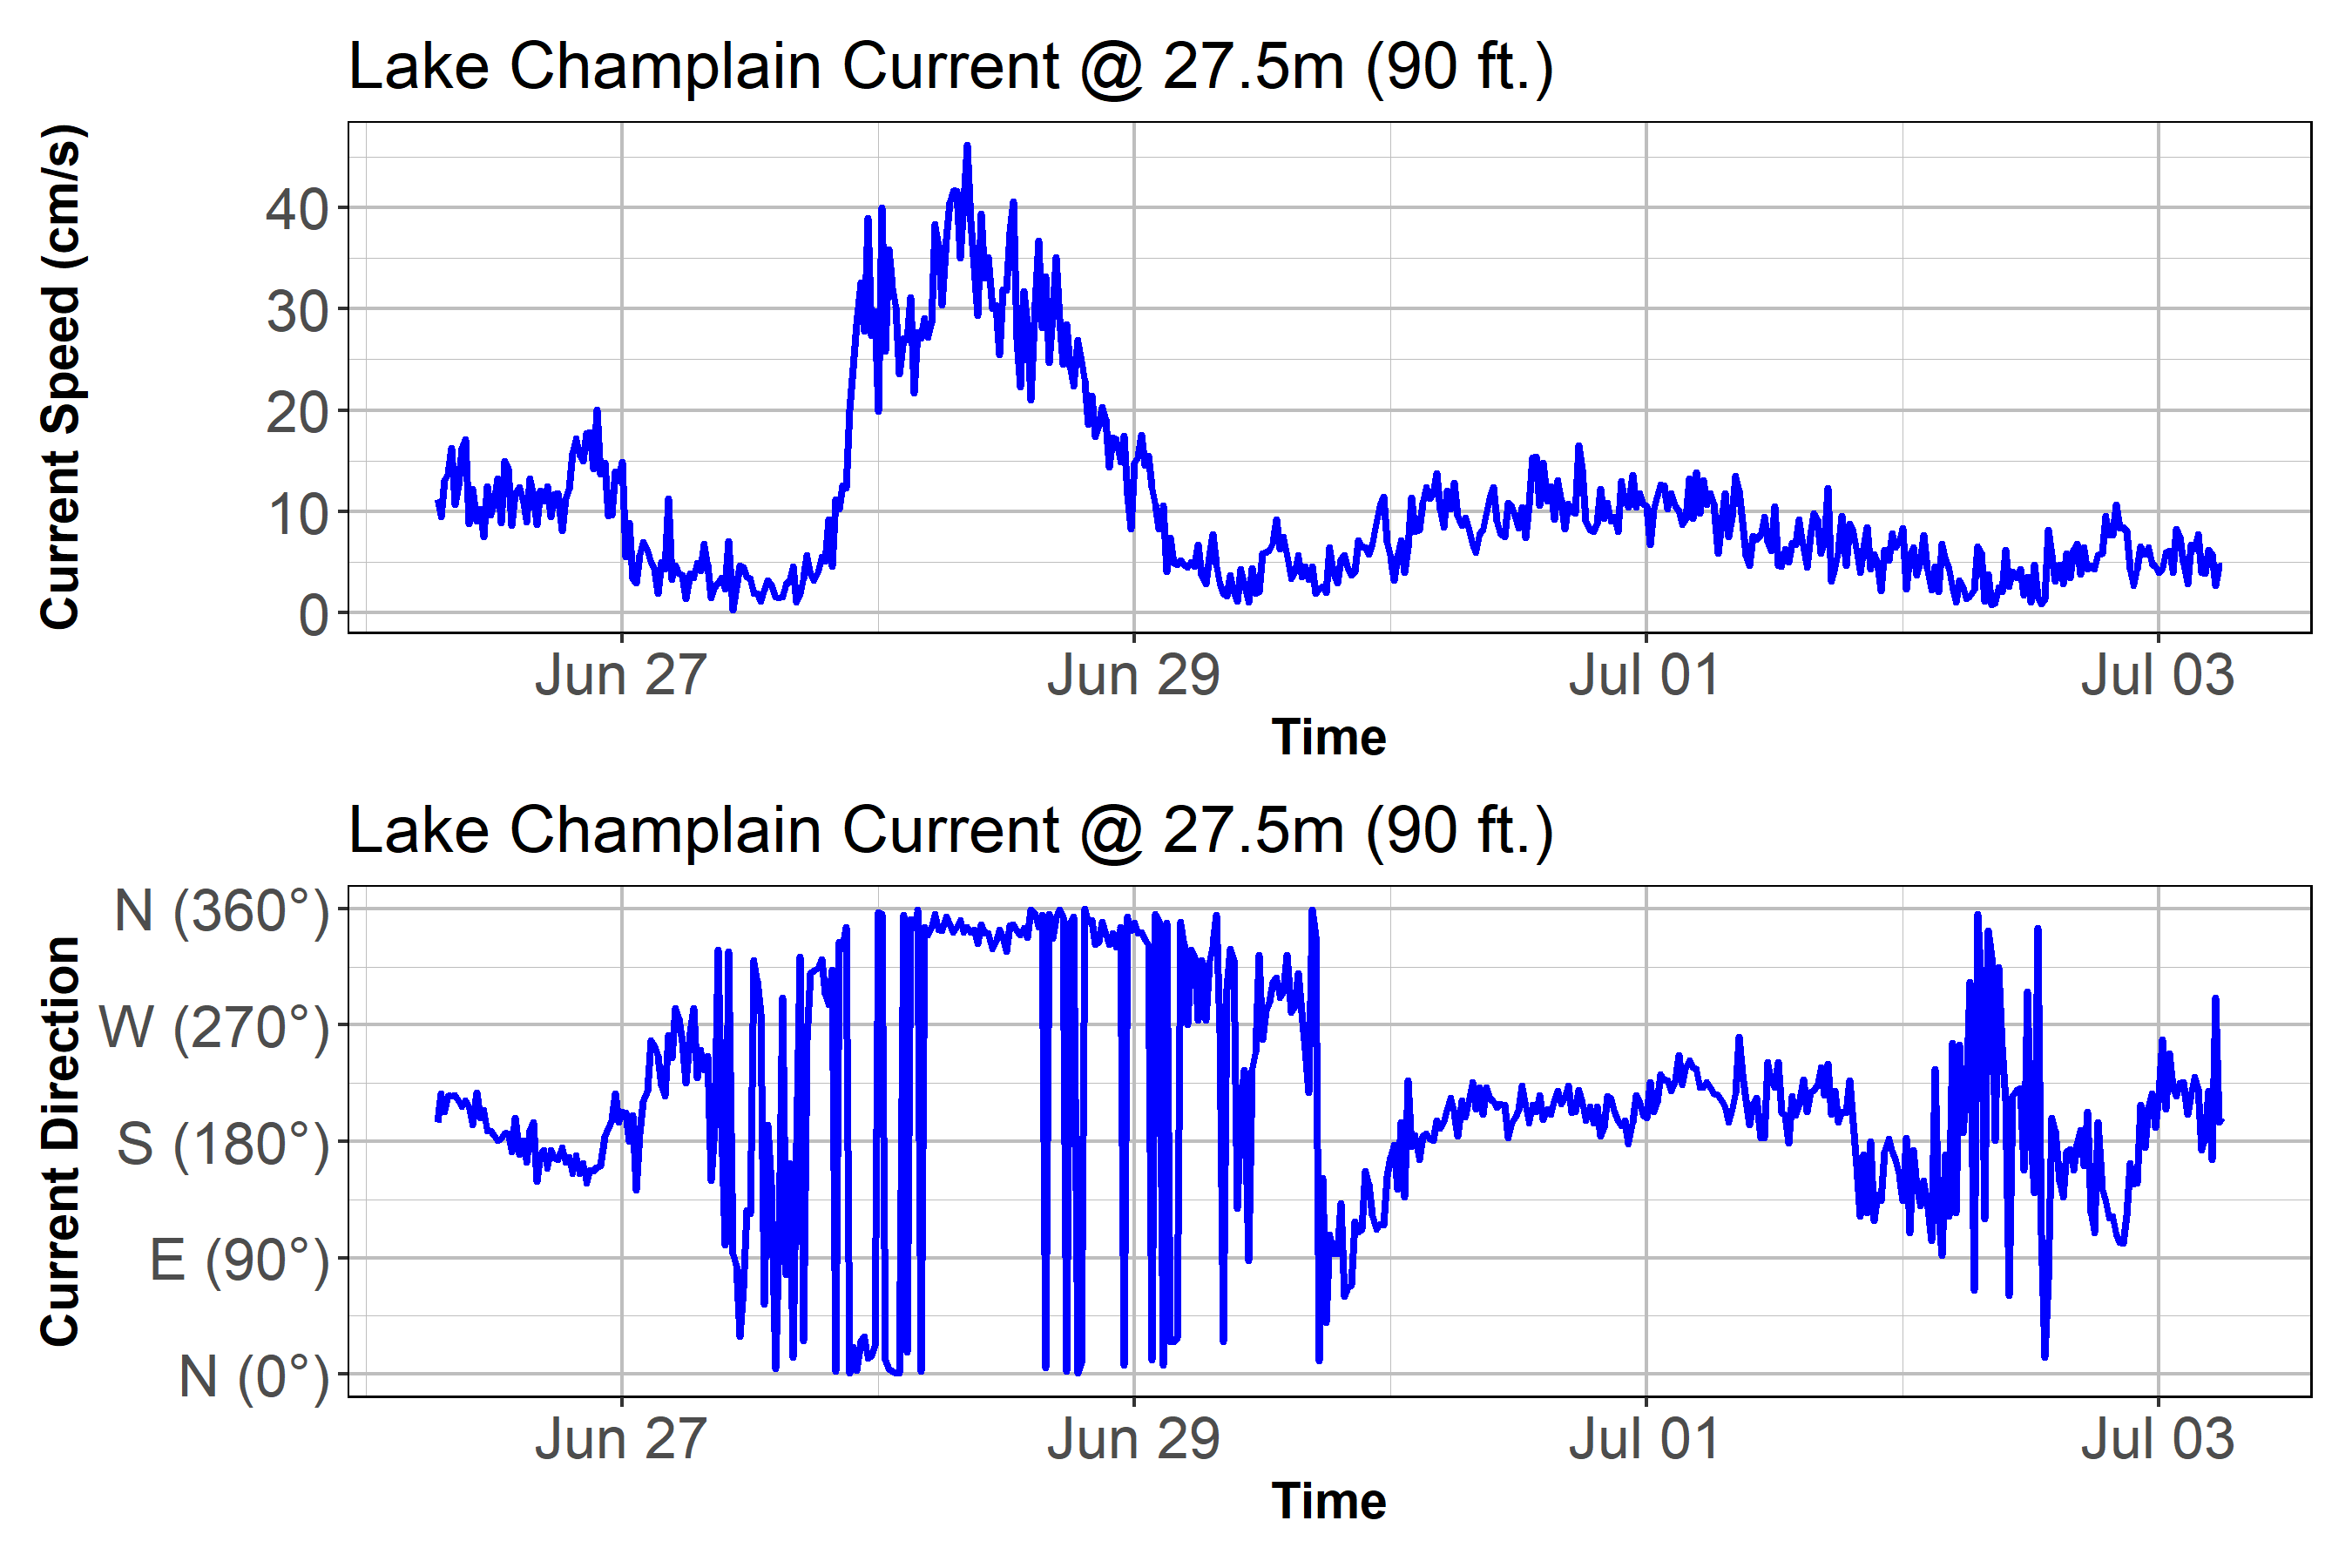 Lake Champlain Current @ 27.5m (90 ft.)
Current Speed (cm/s)
40
30
20
10
0
Jun 27 Jun 29 Jul 01 Jul 03
Time
Lake Champlain Current @ 27.5m (90 ft.)
Current Direction
N (360°)
W (270°)
S (180°)
E (90°)
N (0°)
Jun 27 Jun 29 Jul 01 Jul 03
Time